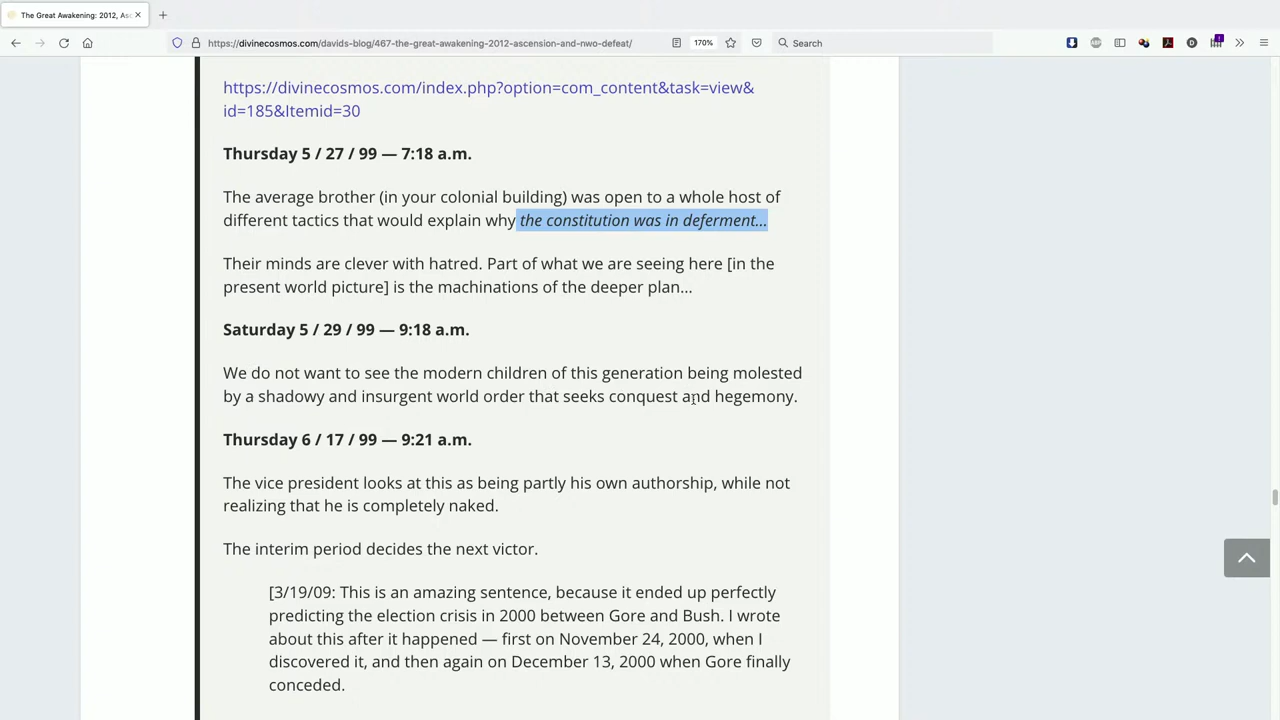 The Great Awakening: 2012, Asc
https://divinecosmos.com/davids-blog/467-the-great-awakening-2012-ascension-and-nwo-defeat/
170%
Search
https://divinecosmos.com/index.php?option=com_content&task=view&
id=185&Itemid=30
Thursday 5 / 27 / 99 — 7:18 a.m.
The average brother (in your colonial building) was open to a whole host of
different tactics that would explain why the constitution was in deferment…
Their minds are clever with hatred. Part of what we are seeing here [in the
present world picture] is the machinations of the deeper plan…
Saturday 5 / 29 / 99 — 9:18 a.m.
We do not want to see the modern children of this generation being molested
by a shadowy and insurgent world order that seeks conquest and hegemony.
Thursday 6 / 17 / 99 — 9:21 a.m.
The vice president looks at this as being partly his own authorship, while not
realizing that he is completely naked.
The interim period decides the next victor.
[3/19/09: This is an amazing sentence, because it ended up perfectly
predicting the election crisis in 2000 between Gore and Bush. I wrote
about this after it happened — first on November 24, 2000, when I
discovered it, and then again on December 13, 2000 when Gore finally
conceded.